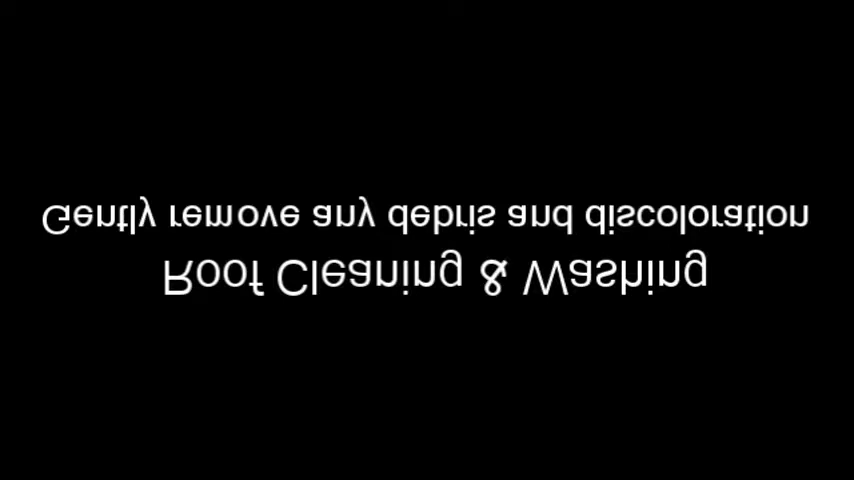 Roof Cleaning & Washing
Gently remove any debris and discoloration